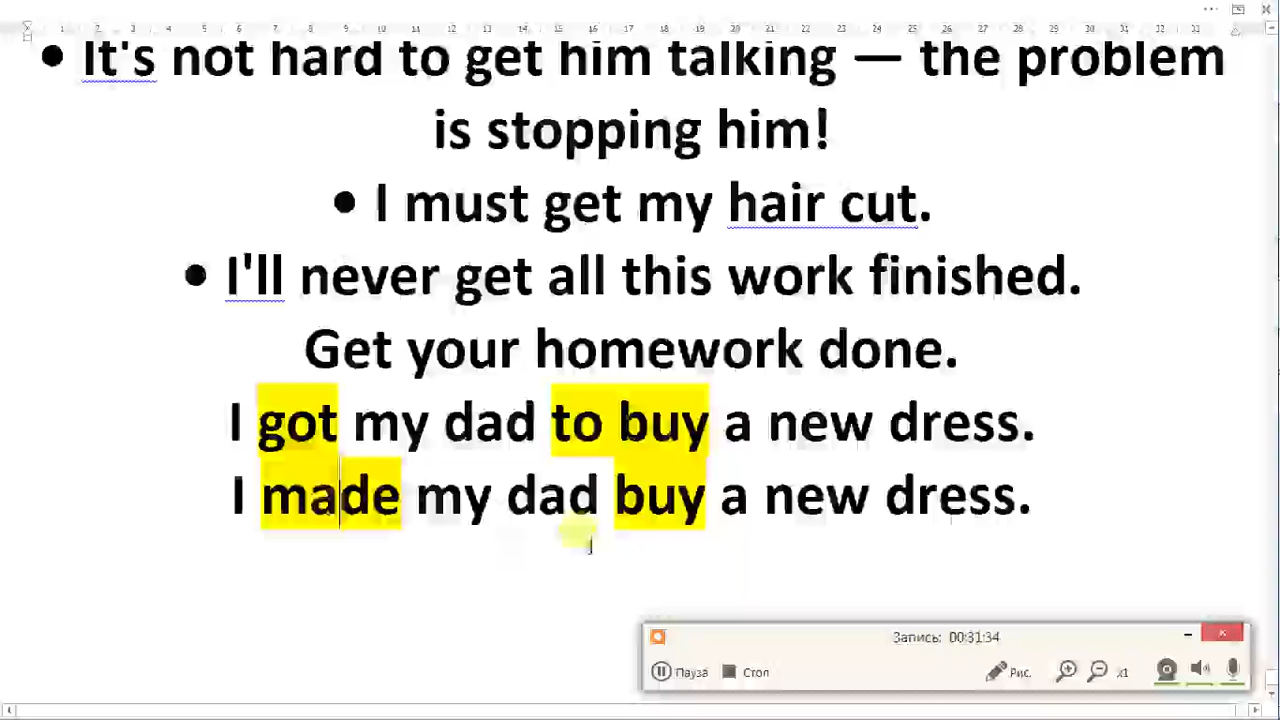 • It's not hard to get him talking — the problem
is stopping him!
• I must get my hair cut.
• I'll never get all this work finished.
Get your homework done.
I got my dad to buy a new dress.
I made my dad buy a new dress.
Запись: 00:31:34
Пауза Стоп Рис. x1